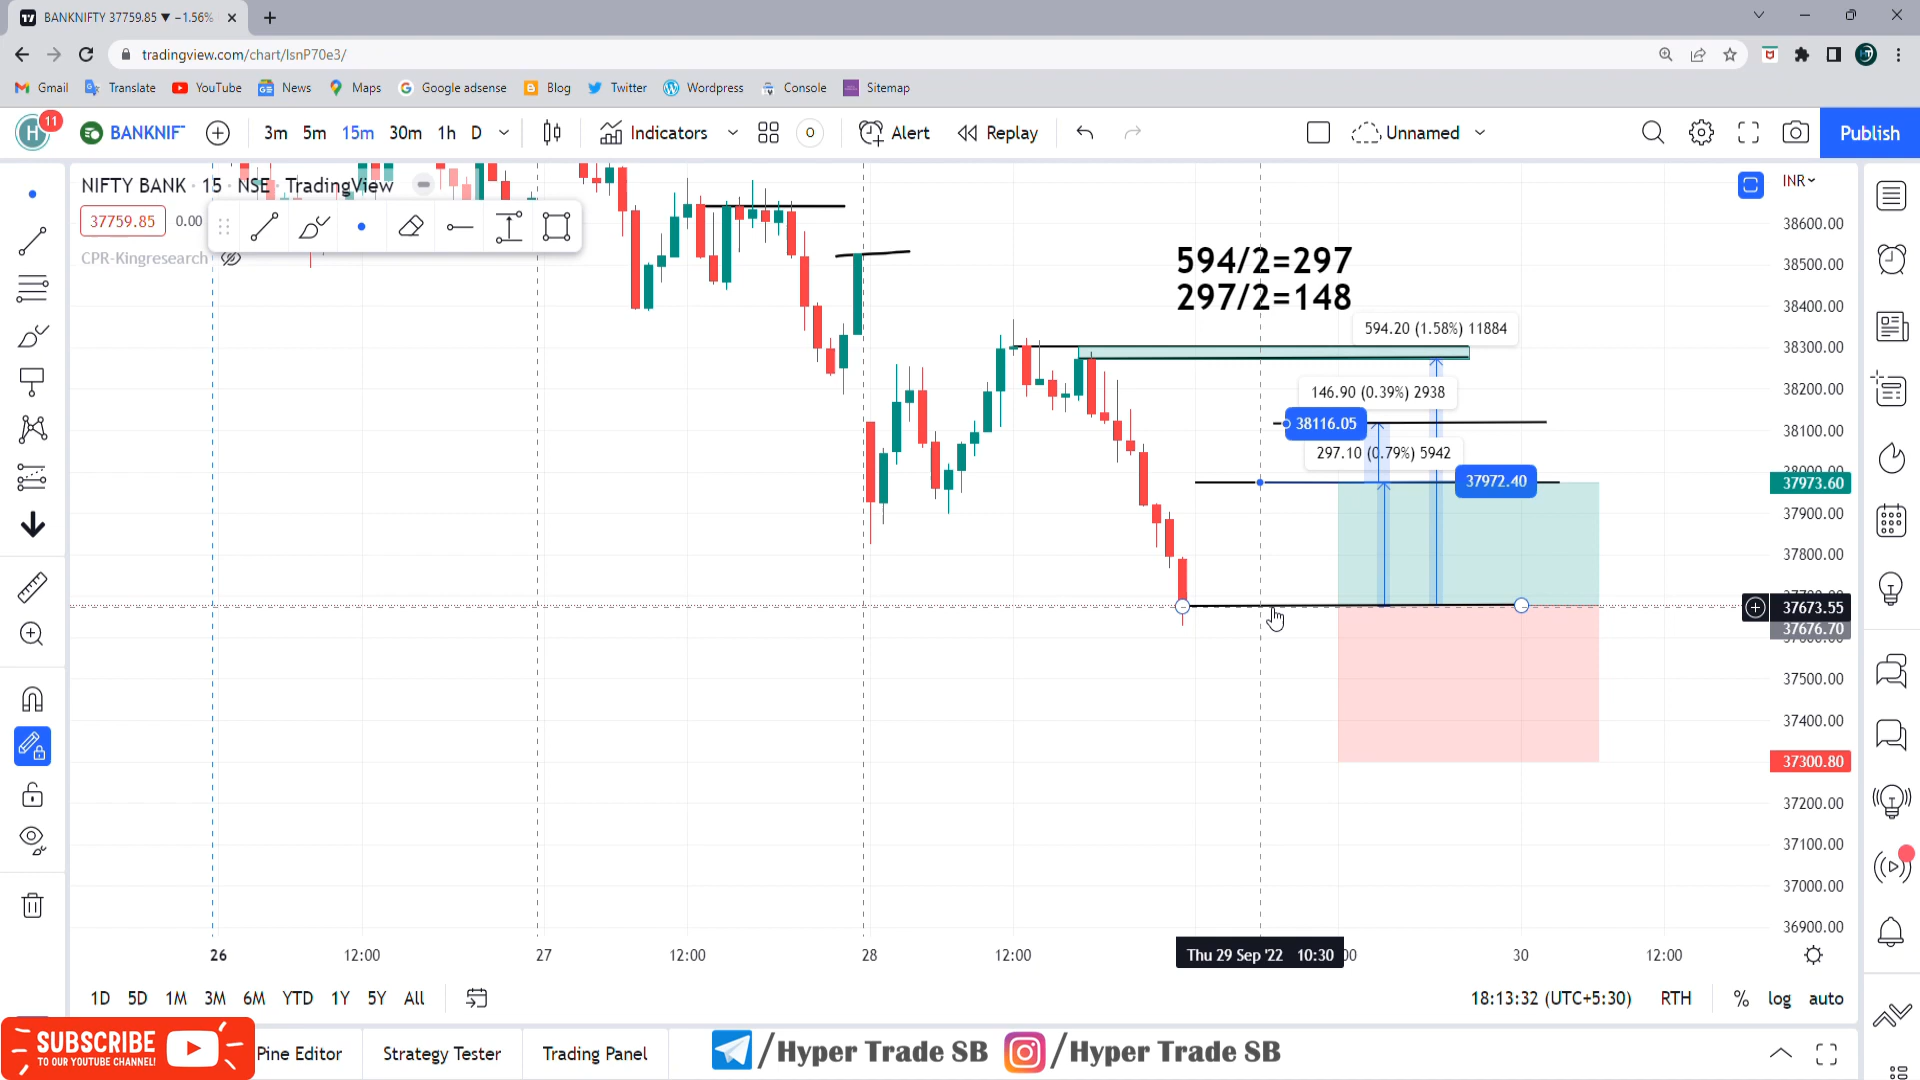 BANKNIFTY 37759.85 ▼ −1.56%
tradingview.com/chart/lsnP70e3/
Gmail
Translate
YouTube
News
Maps
Google adsense
Blog
Twitter
Wordpress
Console
Sitemap
11
H
BANKNIF
3m 5m 15m 30m 1h D
Indicators
Alert
Replay
Unnamed
Publish
NIFTY BANK · 15 · NSE · TradingView
INR
37759.85
0.00
CPR-Kingresearch
594/2=297
297/2=148
594.20 (1.58%) 11884
146.90 (0.39%) 2938
38116.05
297.10 (0.79%) 5942
37972.40
38600.00
38500.00
38400.00
38300.00
38200.00
38100.00
38000.00
37973.60
37900.00
37800.00
37673.55
37676.70
37600.00
37500.00
37400.00
37300.80
37200.00
37100.00
37000.00
36900.00
26
12:00
27
12:00
28
12:00
Thu 29 Sep '22 10:30
30
12:00
1D 5D 1M 3M 6M YTD 1Y 5Y All
18:13:32 (UTC+5:30)
RTH
%
log
auto
SUBSCRIBE
TO OUR YOUTUBE CHANNEL!
Pine Editor
Strategy Tester
Trading Panel
/Hyper Trade SB
/Hyper Trade SB